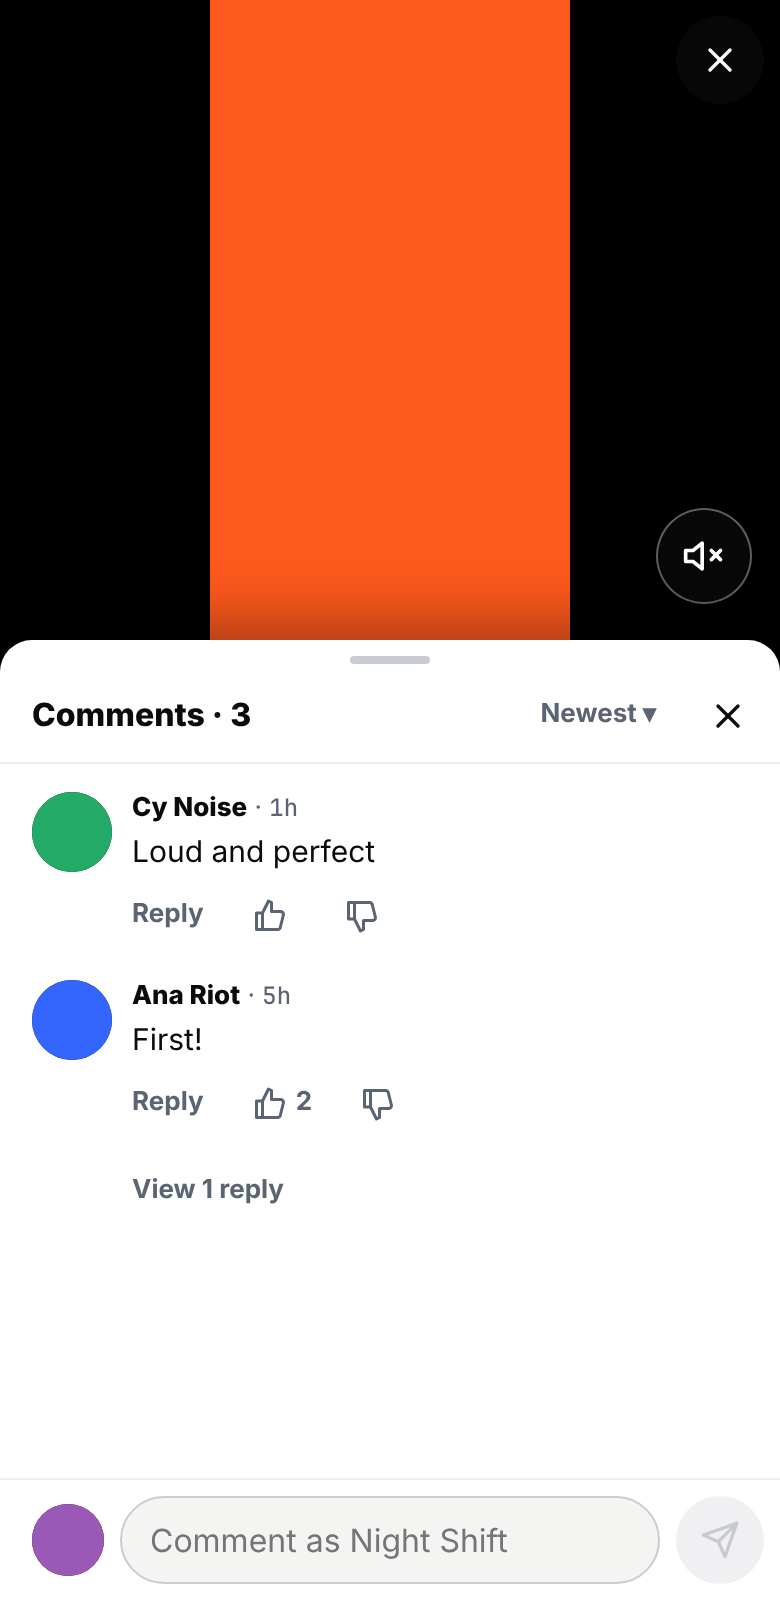 Comments · 3
Newest ▾
Cy Noise · 1h
Loud and perfect
Reply
Ana Riot · 5h
First!
Reply 2
View 1 reply
Comment as Night Shift